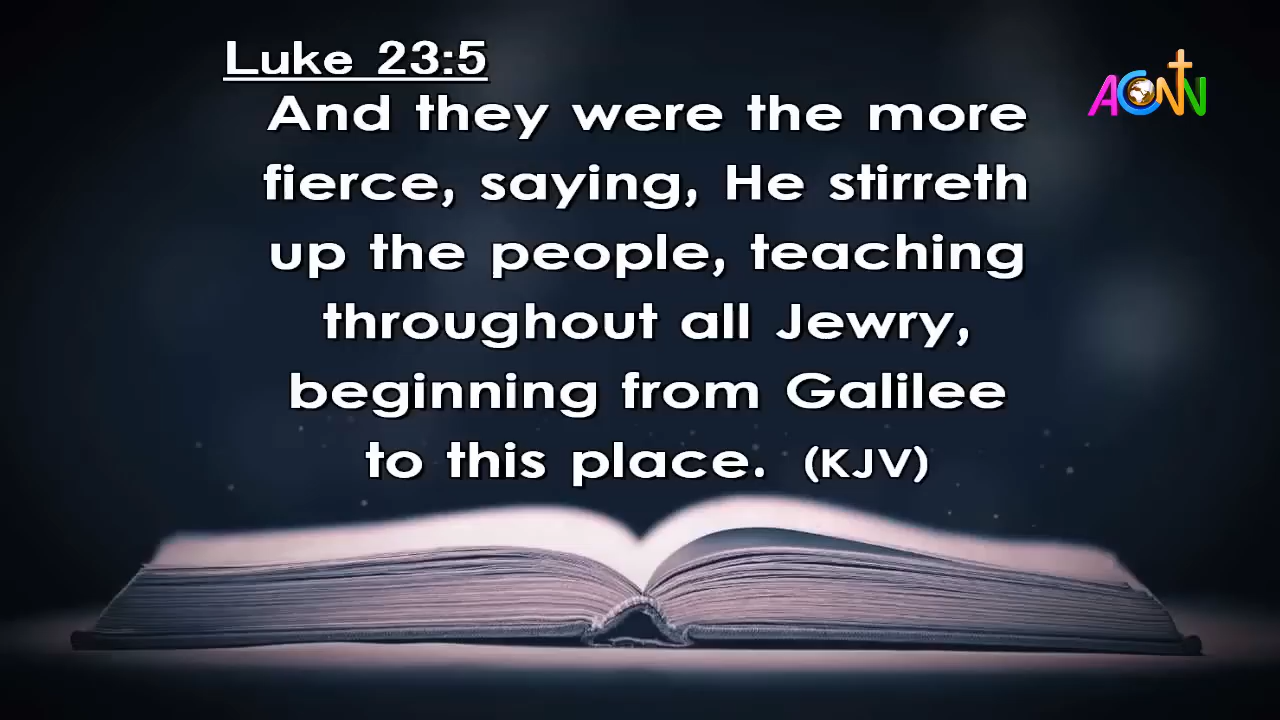 Luke 23:5
ACNN
And they were the more
fierce, saying, He stirreth
up the people, teaching
throughout all Jewry,
beginning from Galilee
to this place. (KJV)